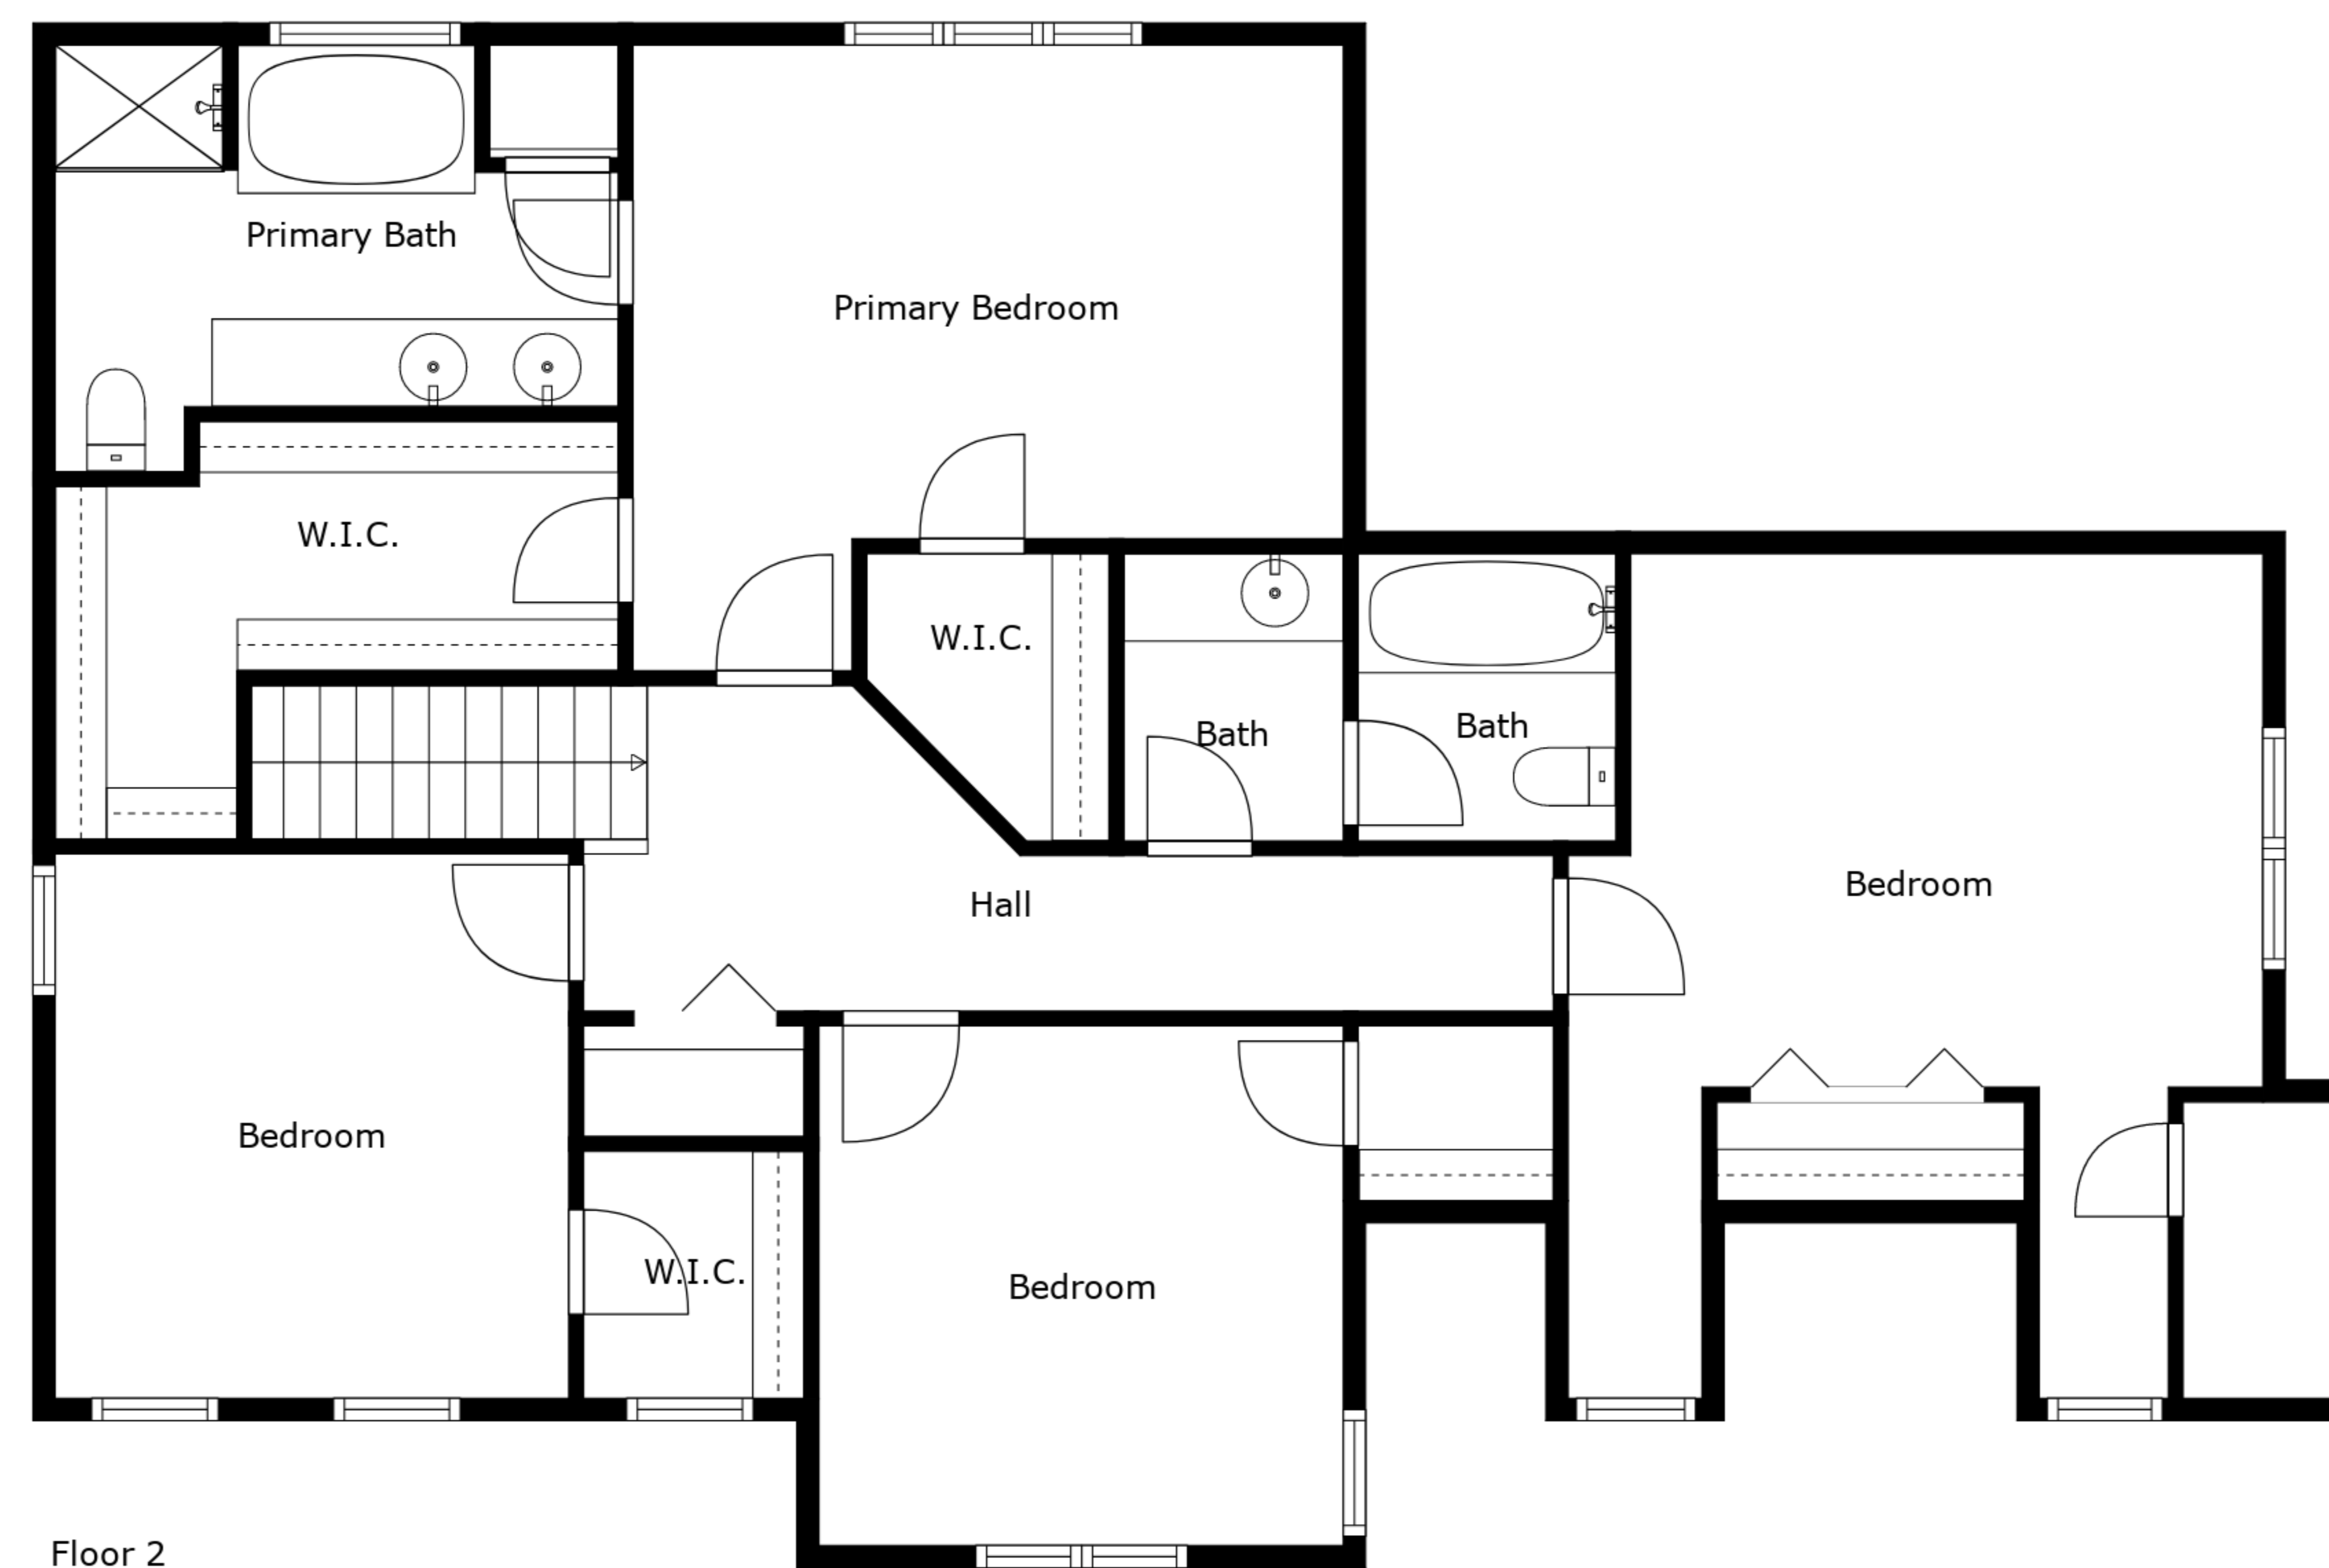 Primary Bath
Primary Bedroom
W.I.C.
W.I.C.
Bath
Bath
Bedroom
Hall
Bedroom
W.I.C.
Bedroom
Floor 2